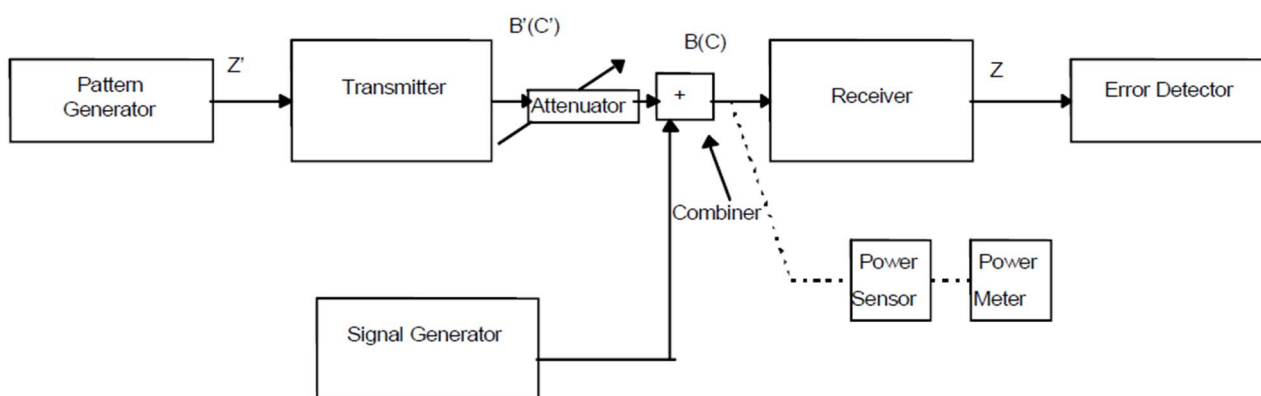 B'(C')
B(C)
Z'
Z
Pattern
Generator
Transmitter
Attenuator
+
Receiver
Error Detector
Combiner
Power
Sensor
Power
Meter
Signal Generator